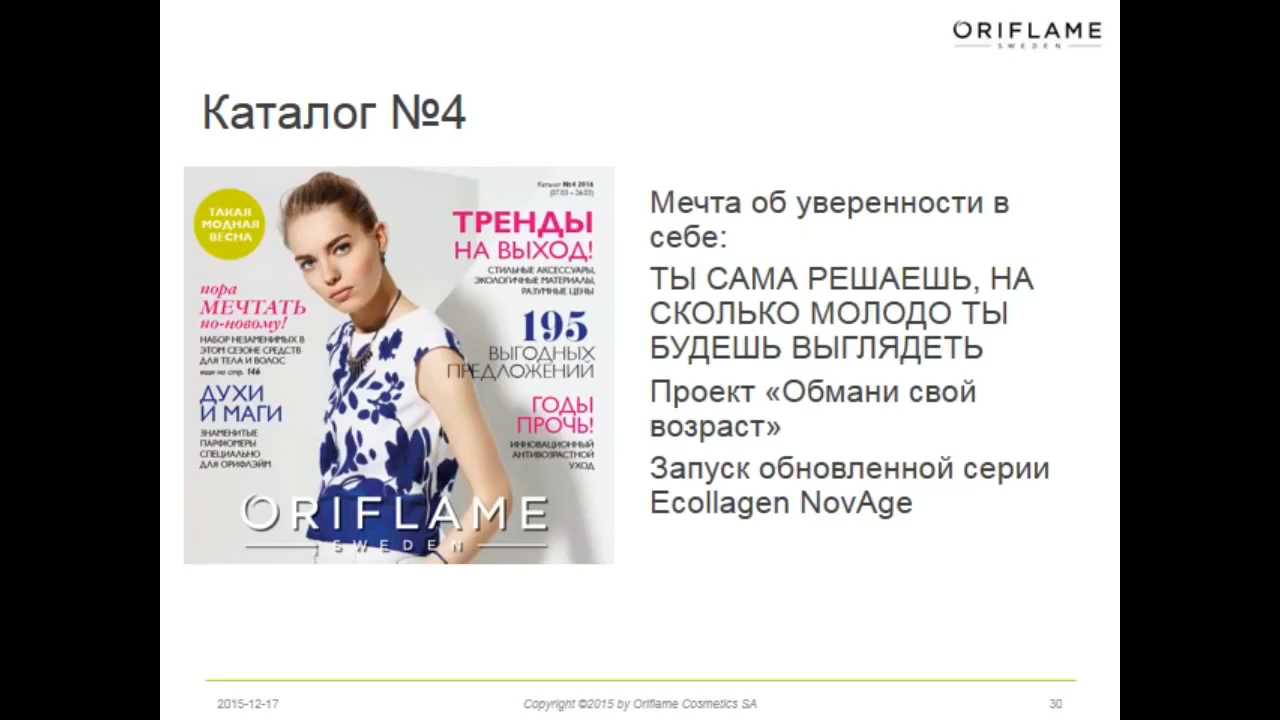 ORIFLAME
SWEDEN
Каталог №4
ТАКАЯ
МОДНАЯ
ВЕСНА
пора
МЕЧТАТЬ
по-новому!
НАБОР НЕЗАМЕНИМЫХ В
ЭТОМ СЕЗОНЕ СРЕДСТВ
ДЛЯ ТЕЛА И ВОЛОС
ищи на стр. 146
ДУХИ
И МАГИ
ЗНАМЕНИТЫЕ
ПАРФЮМЕРЫ
СПЕЦИАЛЬНО
ДЛЯ ОРИФЛЭЙМ
Каталог №4 2016
ТРЕНДЫ
НА ВЫХОД!
СТИЛЬНЫЕ АКСЕССУАРЫ,
ЭКОЛОГИЧНЫЕ МАТЕРИАЛЫ,
РАЗУМНЫЕ ЦЕНЫ
195
ВЫГОДНЫХ
ПРЕДЛОЖЕНИЙ
ГОДЫ
ПРОЧЬ!
ИННОВАЦИОННЫЙ
АНТИВОЗРАСТНОЙ
УХОД
ORIFLAME
SWEDEN
Мечта об уверенности в
себе:
ТЫ САМА РЕШАЕШЬ, НА
СКОЛЬКО МОЛОДО ТЫ
БУДЕШЬ ВЫГЛЯДЕТЬ
Проект «Обмани свой
возраст»
Запуск обновленной серии
Ecollagen NovAge
2015-12-17
Copyright ©2015 by Oriflame Cosmetics SA
30